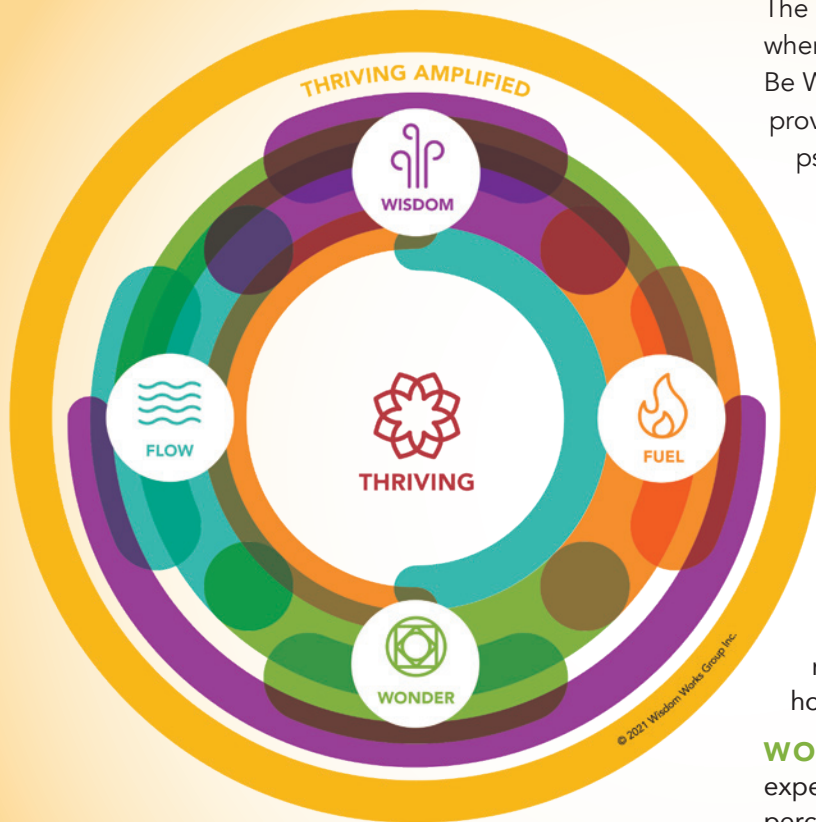 The
when
Be W
prov
ps
THRIVING AMPLIFIED
WISDOM
FLOW
FUEL
THRIVING
WONDER
© 2021 Wisdom Works Group Inc.
ho
WO
expe